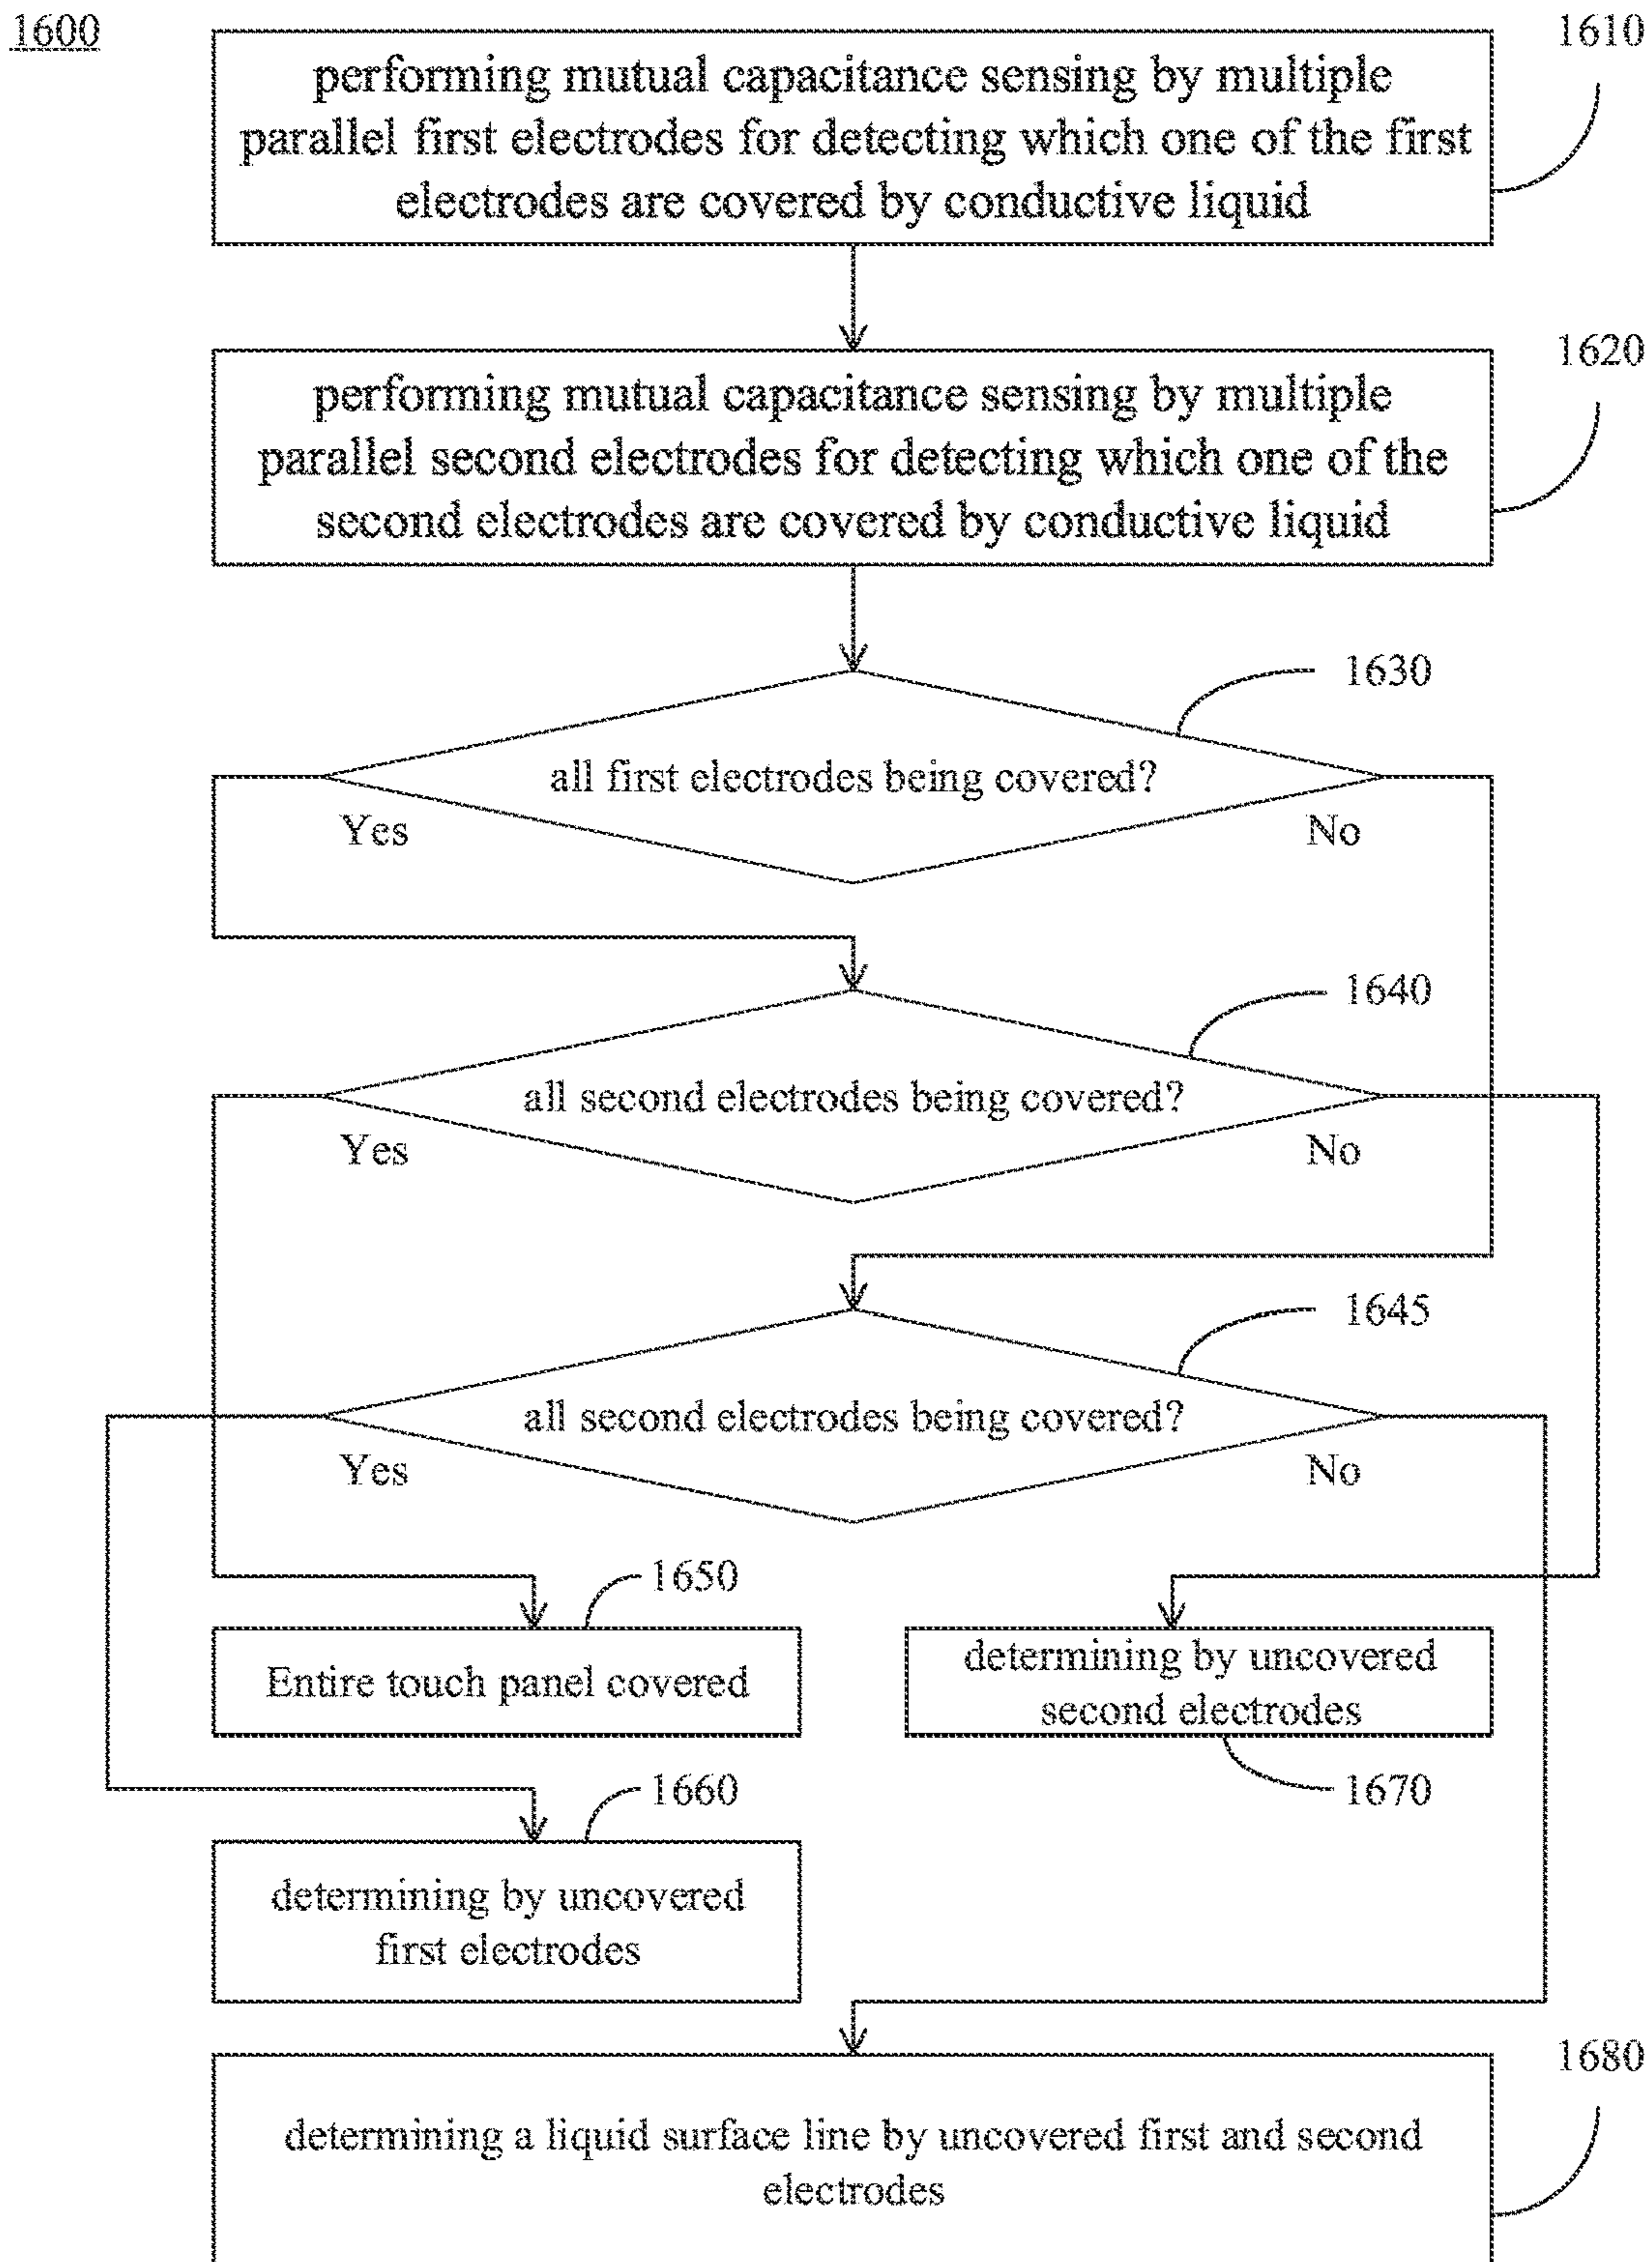 1600
1610
performing mutual capacitance sensing by multiple
parallel first electrodes for detecting which one of the first
electrodes are covered by conductive liquid
1620
performing mutual capacitance sensing by multiple
parallel second electrodes for detecting which one of the
second electrodes are covered by conductive liquid
1630
all first electrodes being covered?
Yes
No
1640
all second electrodes being covered?
Yes
No
1645
all second electrodes being covered?
Yes
No
1650
Entire touch panel covered
determining by uncovered
second electrodes
1660
1670
determining by uncovered
first electrodes
1680
determining a liquid surface line by uncovered first and second
electrodes